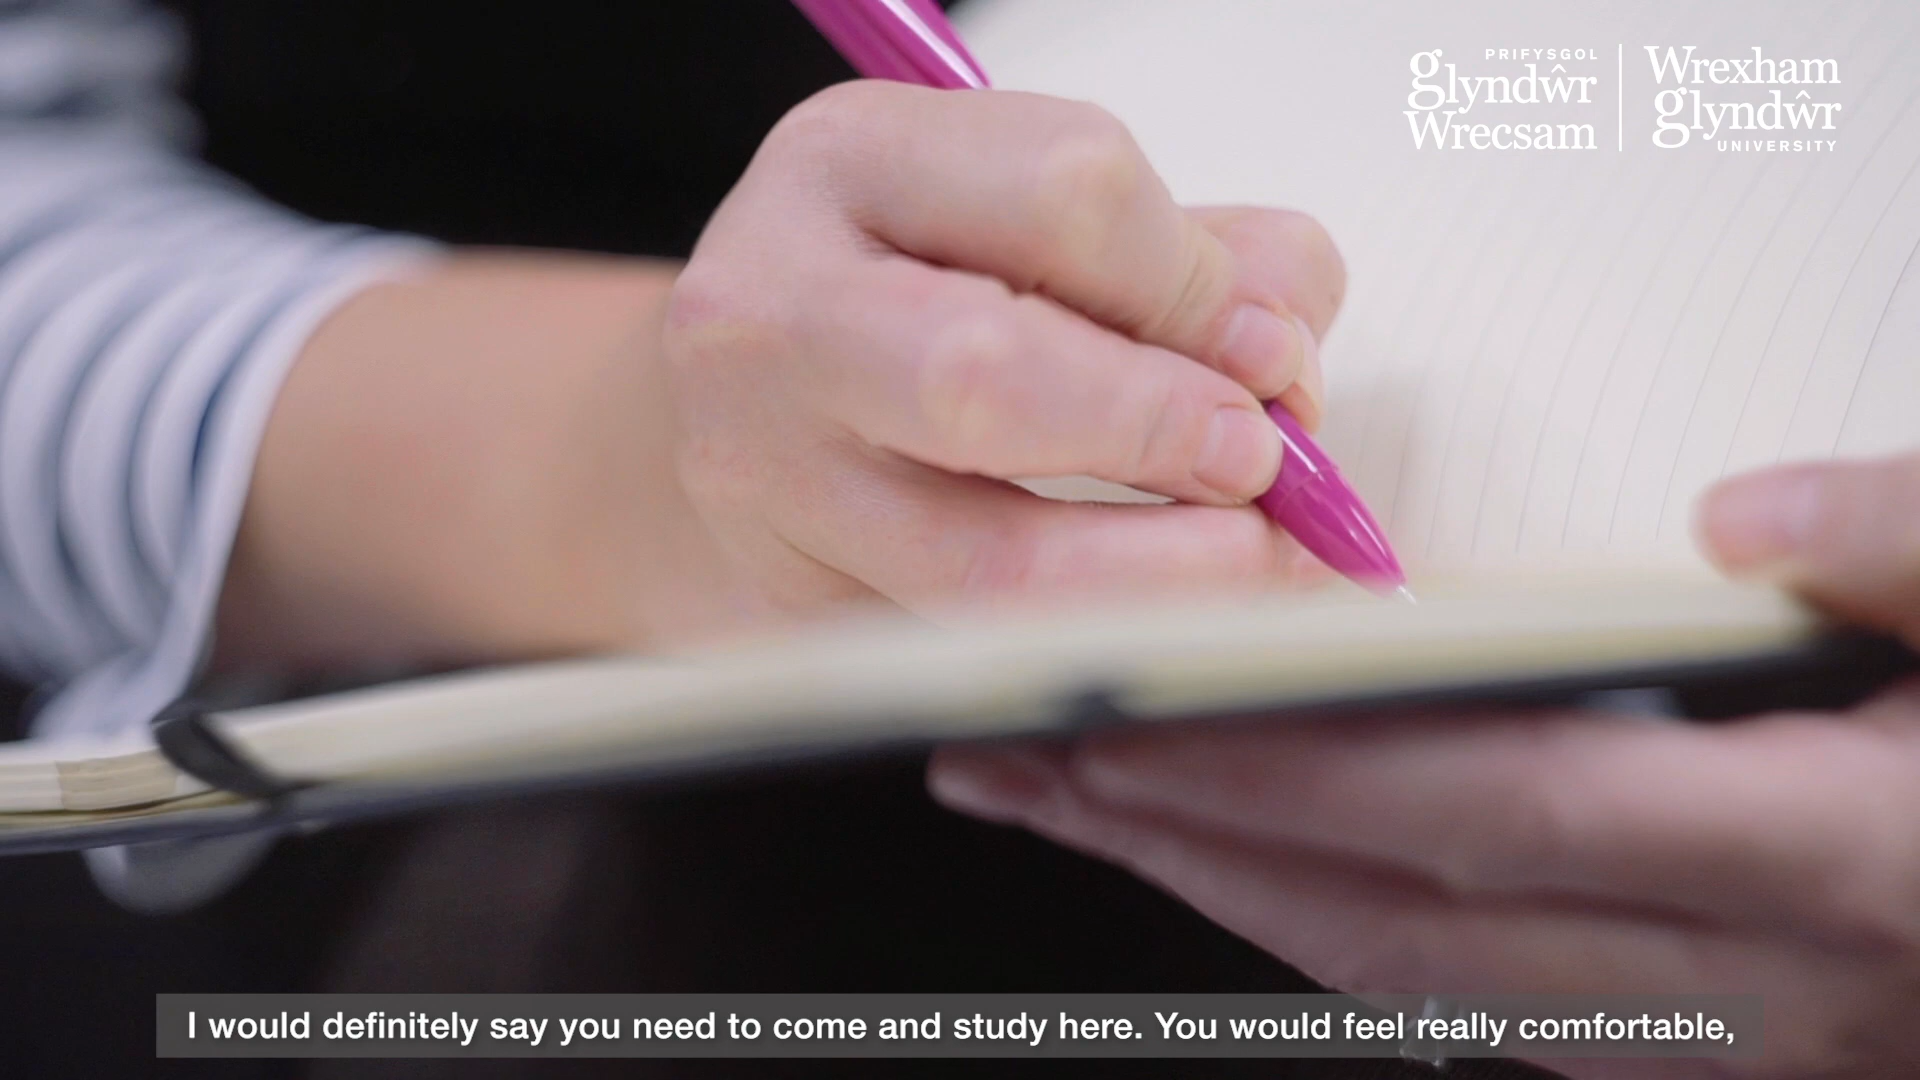 PRIFYSGOL
glyndŵr
Wrecsam
Wrexham
glyndŵr
UNIVERSITY
I would definitely say you need to come and study here. You would feel really comfortable,